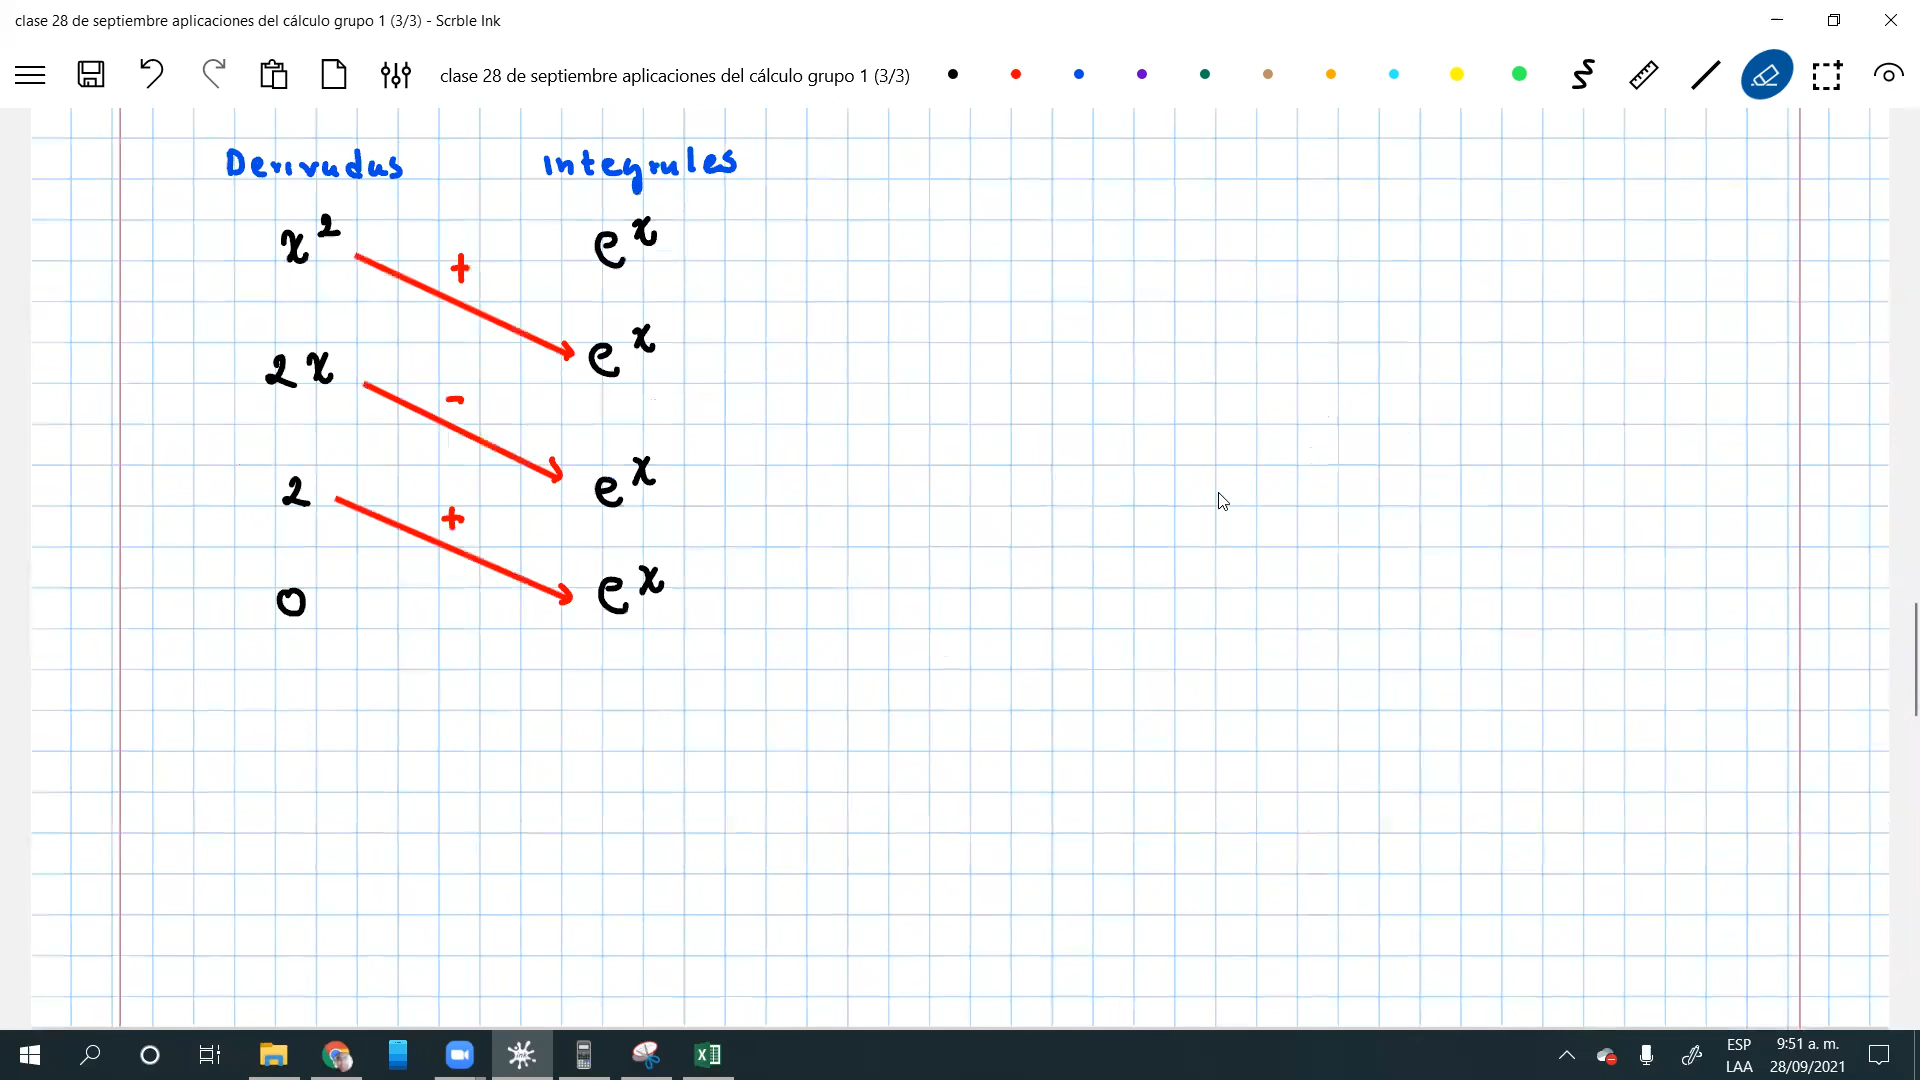 clase 28 de septiembre aplicaciones del cálculo grupo 1 (3/3) - Scrble Ink
clase 28 de septiembre aplicaciones del cálculo grupo 1 (3/3)
Derivadas Integrales
x² e^x
+
2x e^x
-
2 e^x
+
0 e^x
ESP 9:51 a. m.
LAA 28/09/2021